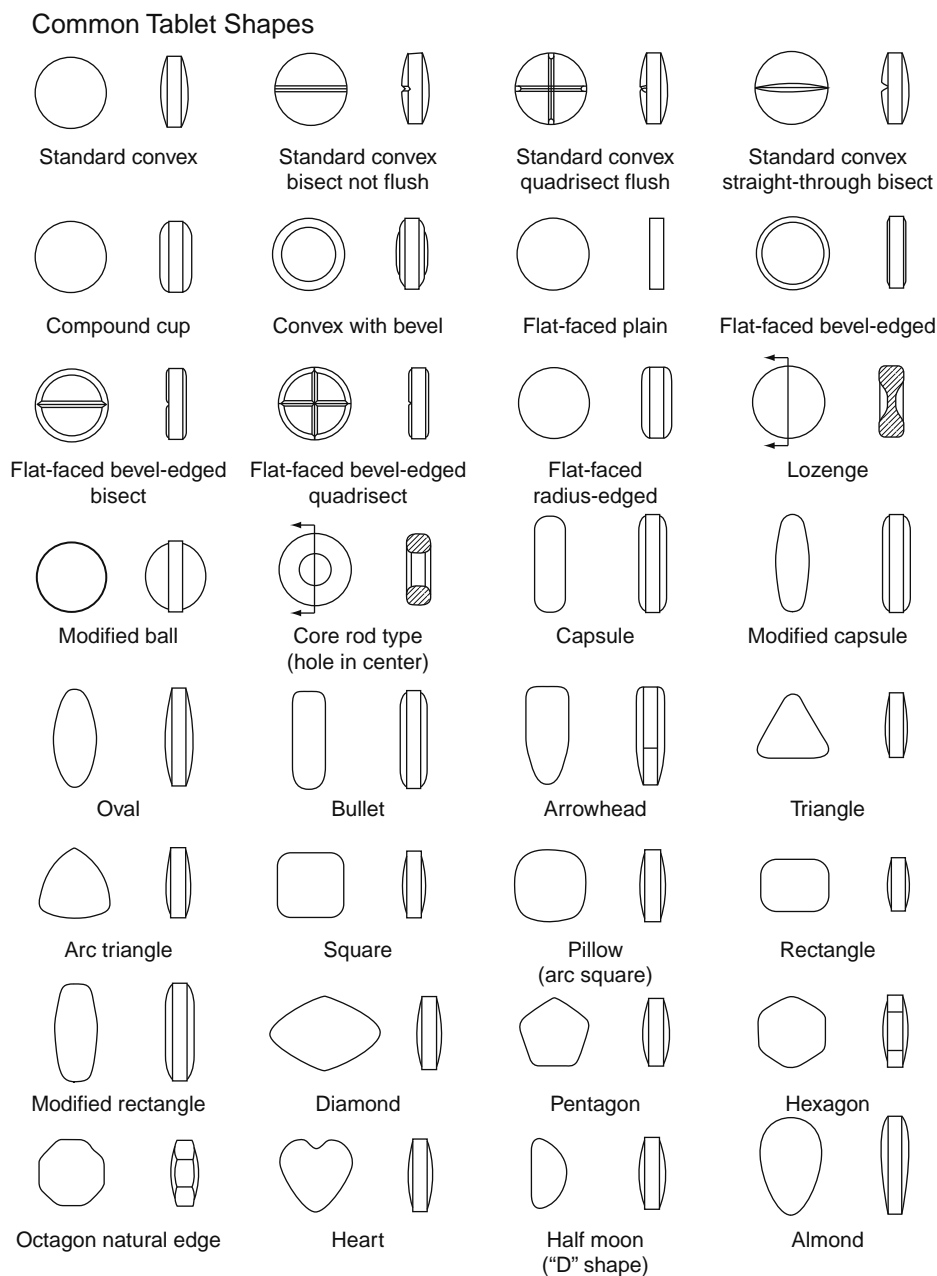 Common Tablet Shapes
Standard convex
Standard convex
bisect not flush
Standard convex
quadrisect flush
Standard convex
straight-through bisect
Compound cup
Convex with bevel
Flat-faced plain
Flat-faced bevel-edged
Flat-faced bevel-edged
bisect
Flat-faced bevel-edged
quadrisect
Flat-faced
radius-edged
Lozenge
Modified ball
Core rod type
(hole in center)
Capsule
Modified capsule
Oval
Bullet
Arrowhead
Triangle
Arc triangle
Square
Pillow
(arc square)
Rectangle
Modified rectangle
Diamond
Pentagon
Hexagon
Octagon natural edge
Heart
Half moon
(“D” shape)
Almond